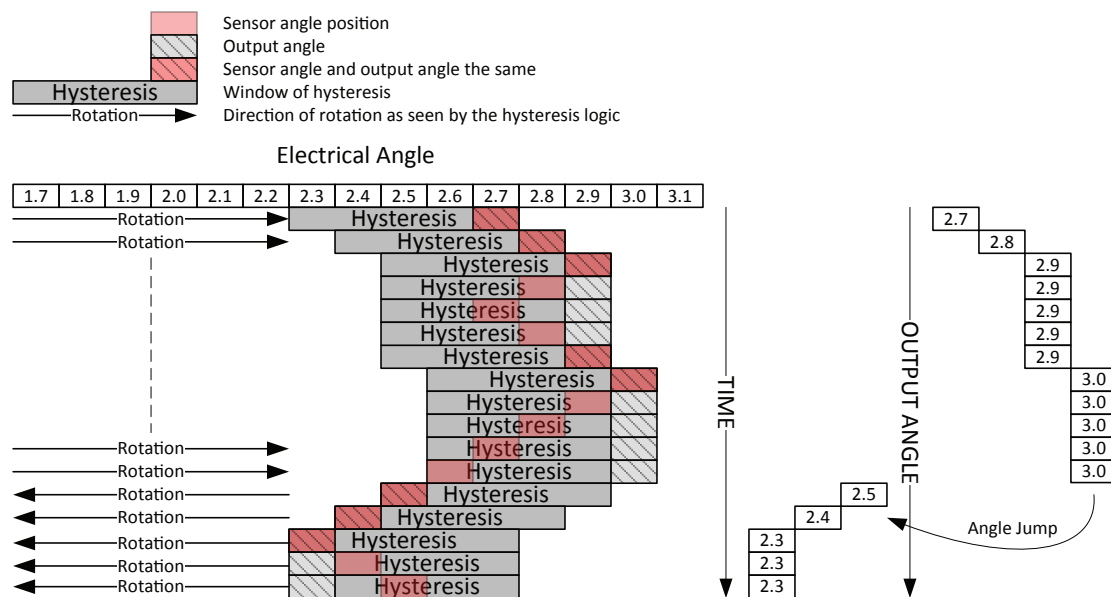 Sensor angle position
Output angle
Sensor angle and output angle the same
Hysteresis Window of hysteresis
Rotation Direction of rotation as seen by the hysteresis logic
Electrical Angle
1.7 1.8 1.9 2.0 2.1 2.2 2.3 2.4 2.5 2.6 2.7 2.8 2.9 3.0 3.1
Rotation Hysteresis 2.7
Rotation Hysteresis 2.8
Hysteresis 2.9
Hysteresis 2.9
Hysteresis 2.9
Hysteresis 2.9
Hysteresis 2.9
Hysteresis 3.0
Hysteresis 3.0
Hysteresis 3.0
Rotation Hysteresis 3.0
Rotation Hysteresis 3.0
Rotation Hysteresis 2.5
Rotation Hysteresis 2.4
Rotation Hysteresis 2.3
Rotation Hysteresis 2.3
Rotation Hysteresis 2.3
TIME
OUTPUT ANGLE
Angle Jump